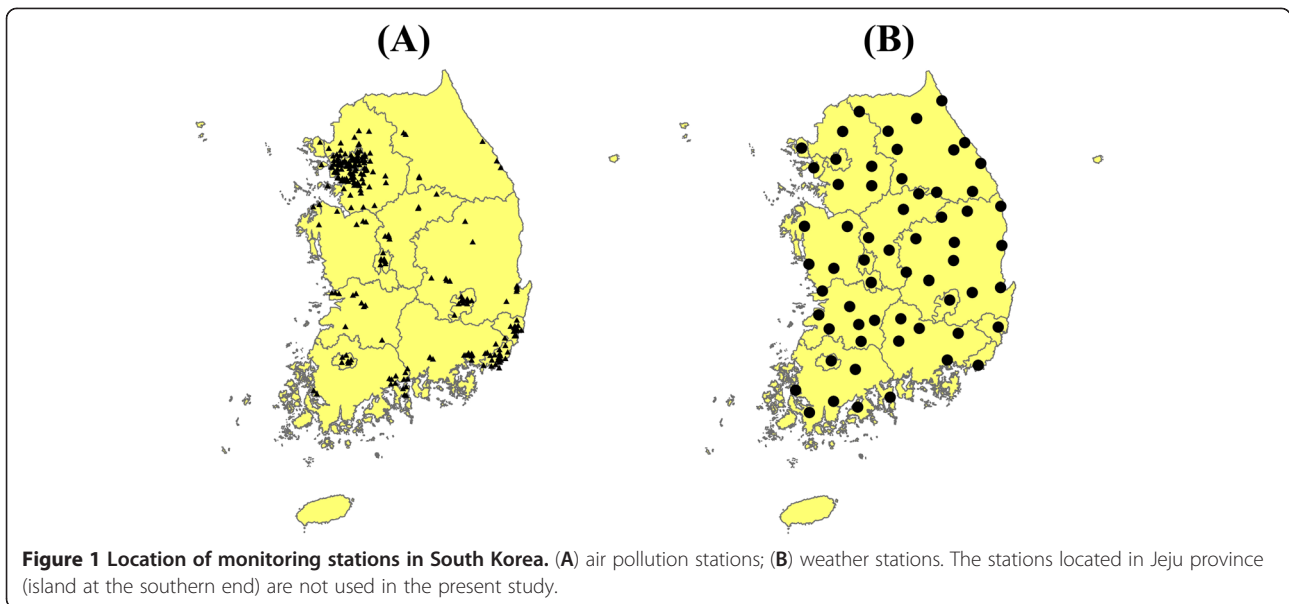 (A) (B)
Figure 1 Location of monitoring stations in South Korea. (A) air pollution stations; (B) weather stations. The stations located in Jeju province
(island at the southern end) are not used in the present study.